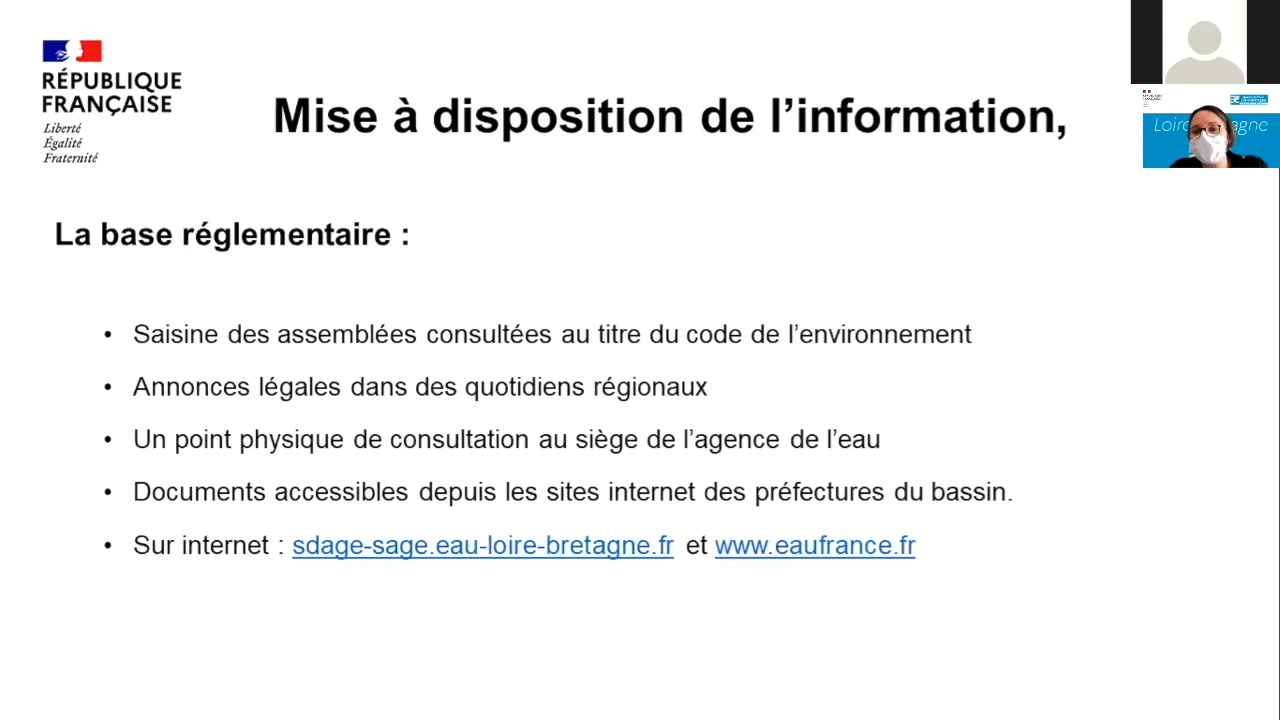 RÉPUBLIQUE
FRANÇAISE
Liberté
Égalité
Fraternité
Mise à disposition de l’information,
La base réglementaire :
• Saisine des assemblées consultées au titre du code de l’environnement
• Annonces légales dans des quotidiens régionaux
• Un point physique de consultation au siège de l’agence de l’eau
• Documents accessibles depuis les sites internet des préfectures du bassin.
• Sur internet : sdage-sage.eau-loire-bretagne.fr et www.eaufrance.fr